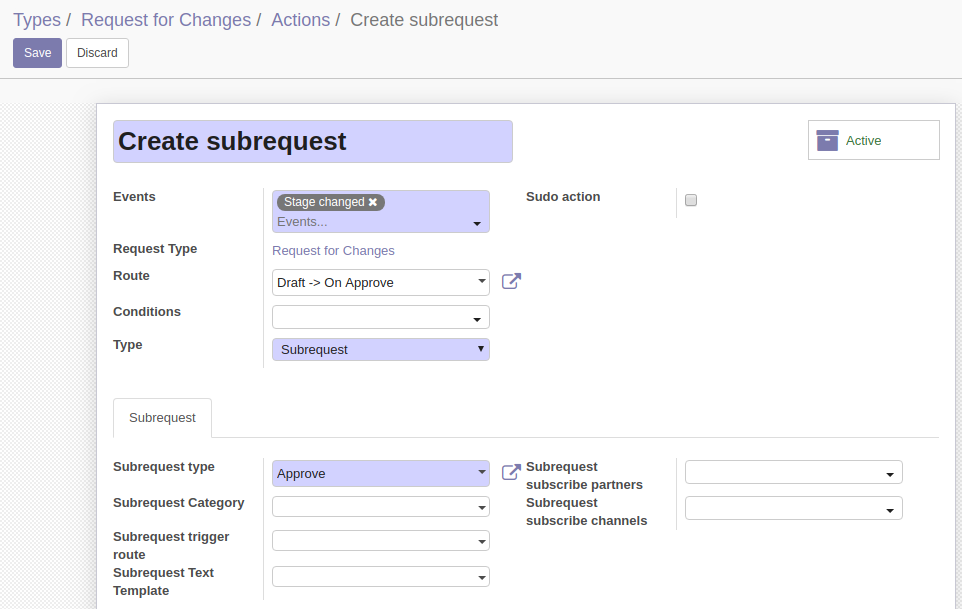 Types / Request for Changes / Actions / Create subrequest
Save Discard
Create subrequest
Active
Events
Stage changed ✖
Events...
Sudo action
Request Type
Request for Changes
Route
Draft -> On Approve
Conditions
Type
Subrequest
Subrequest
Subrequest type
Approve
Subrequest
subscribe partners
Subrequest Category
Subrequest
subscribe channels
Subrequest trigger
route
Subrequest Text
Template